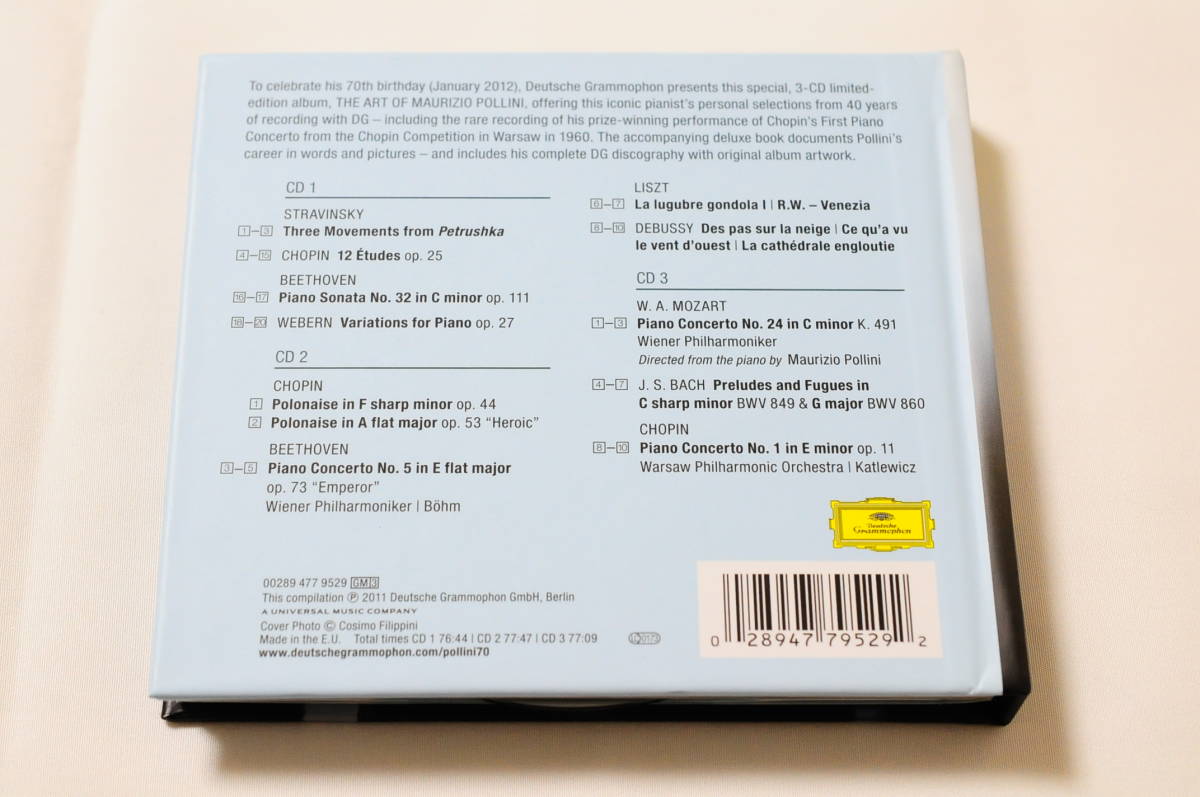 To celebrate his 70th birthday (January 2012), Deutsche Grammophon presents this special, 3-CD limited-
edition album, THE ART OF MAURIZIO POLLINI, offering this iconic pianist's personal selections from 40 years
of recording with DG – including the rare recording of his prize-winning performance of Chopin's First Piano
Concerto from the Chopin Competition in Warsaw in 1960. The accompanying deluxe book documents Pollini's
career in words and pictures – and includes his complete DG discography with original album artwork.
CD 1
STRAVINSKY
1–3 Three Movements from Petrushka
4–15 CHOPIN 12 Études op. 25
BEETHOVEN
16–17 Piano Sonata No. 32 in C minor op. 111
18–20 WEBERN Variations for Piano op. 27
CD 2
CHOPIN
1 Polonaise in F sharp minor op. 44
2 Polonaise in A flat major op. 53 “Heroic”
BEETHOVEN
3–5 Piano Concerto No. 5 in E flat major
op. 73 “Emperor”
Wiener Philharmoniker | Böhm
LISZT
6–7 La lugubre gondola I | R.W. – Venezia
8–10 DEBUSSY Des pas sur la neige | Ce qu'a vu
le vent d'ouest | La cathédrale engloutie
CD 3
W. A. MOZART
1–3 Piano Concerto No. 24 in C minor K. 491
Wiener Philharmoniker
Directed from the piano by Maurizio Pollini
4–7 J. S. BACH Preludes and Fugues in
C sharp minor BWV 849 & G major BWV 860
CHOPIN
8–10 Piano Concerto No. 1 in E minor op. 11
Warsaw Philharmonic Orchestra | Katlewicz
Deutsche
Grammophon
00289 477 9529 GM3
This compilation ℗ 2011 Deutsche Grammophon GmbH, Berlin
A UNIVERSAL MUSIC COMPANY
Cover Photo © Cosimo Filippini
Made in the E.U. Total times CD 1 76:44 | CD 2 77:47 | CD 3 77:09
LC 0173
www.deutschegrammophon.com/pollini70
0 28947 79529 2